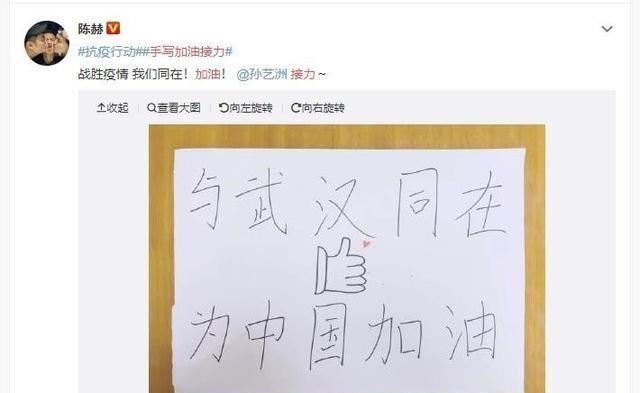 陈赫
#抗疫行动##手写加油接力#
战胜疫情 我们同在！加油！ @孙艺洲 接力～
收起 查看大图 向左旋转 向右旋转
与武汉同在
为中国加油